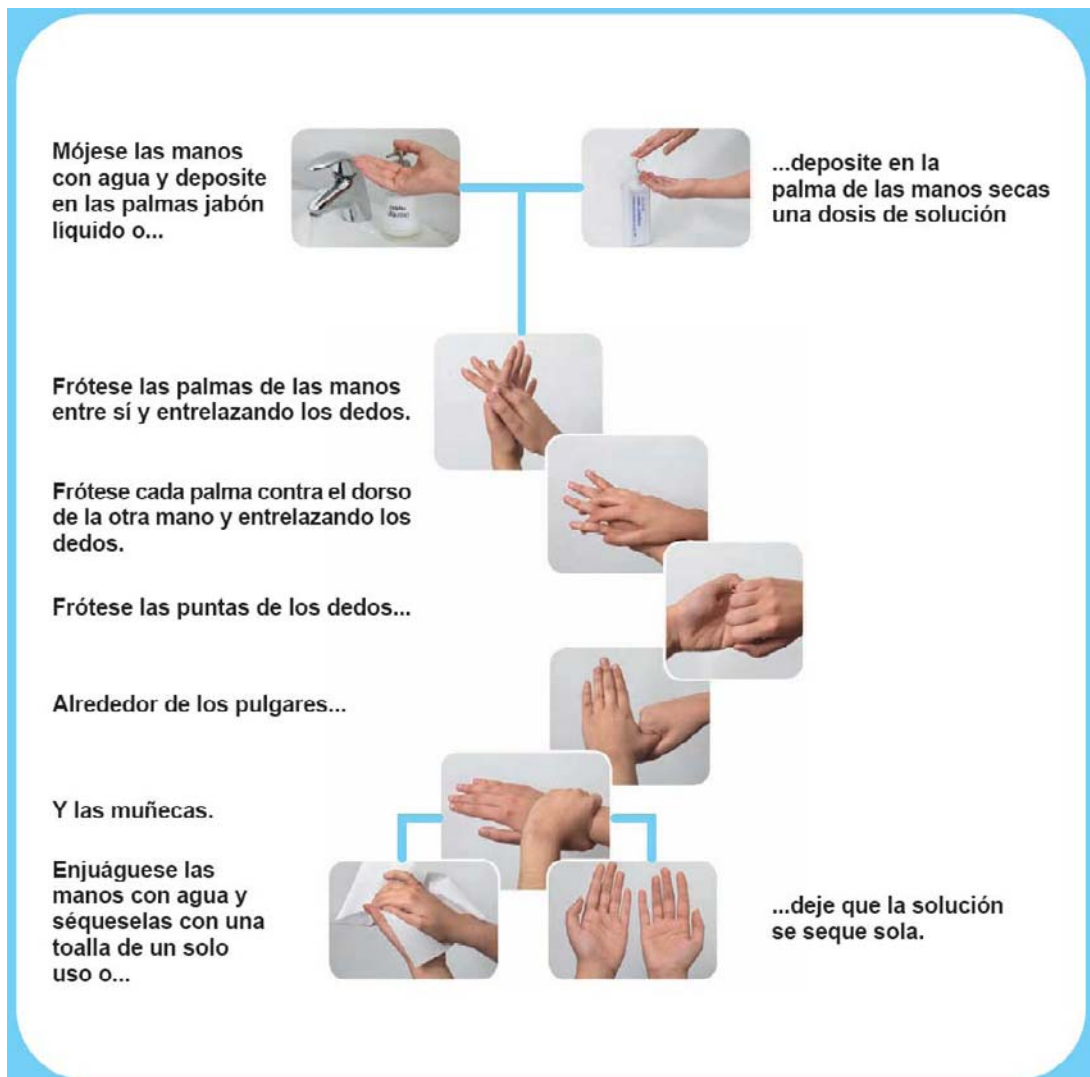 Mójese las manos
con agua y deposite
en las palmas jabón
líquido o...
...deposite en la
palma de las manos secas
una dosis de solución
Frótese las palmas de las manos
entre sí y entrelazando los dedos.
Frótese cada palma contra el dorso
de la otra mano y entrelazando los
dedos.
Frótese las puntas de los dedos...
Alrededor de los pulgares...
Y las muñecas.
Enjuáguese las
manos con agua y
séqueselas con una
toalla de un solo
uso o...
...deje que la solución
se seque sola.